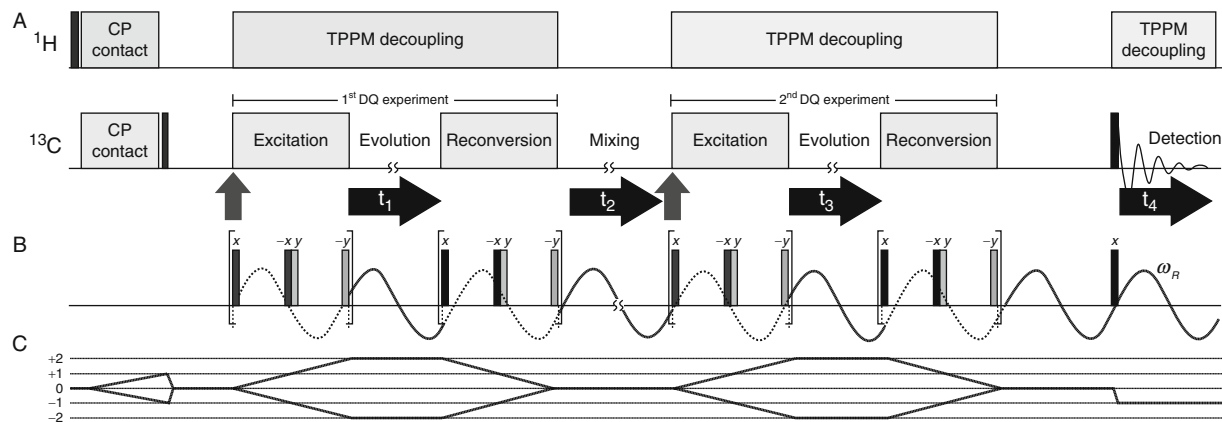 A
¹H
CP contact
TPPM decoupling
TPPM decoupling
TPPM decoupling
1st DQ experiment
2nd DQ experiment
¹³C
CP contact
Excitation
Evolution
Reconversion
Mixing
Excitation
Evolution
Reconversion
Detection
t₁
t₂
t₃
t₄
B
x
−x y
−y
x
−x y
−y
x
−x y
−y
x
−x y
−y
x
ω_R
C
+2
+1
0
−1
−2